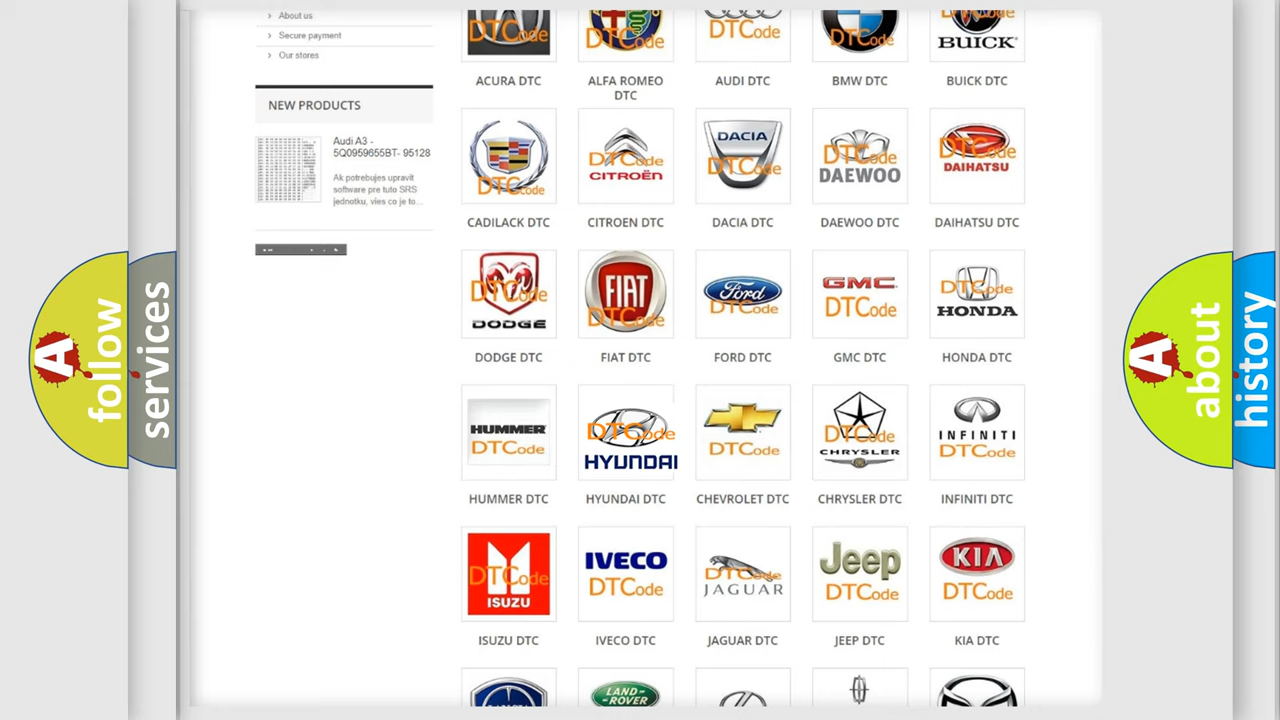 About us
Secure payment
Our stores
NEW PRODUCTS
Audi A3 -
5Q0959655BT- 95128
Ak potrebujes upravit
software pre tuto SRS
jednotku, vies co je to...
DTCode
DTCode
DTCode
DTCode
BUICK
ACURA DTC
ALFA ROMEO
DTC
AUDI DTC
BMW DTC
BUICK DTC
DTCode
DTCode
CITROËN
DACIA
DTCode
DTCode
DAEWOO
DTCode
DAIHATSU
CADILACK DTC
CITROEN DTC
DACIA DTC
DAEWOO DTC
DAIHATSU DTC
DTCode
DODGE
FIAT
DTCode
Ford
DTCode
GMC
DTCode
DTCode
HONDA
DODGE DTC
FIAT DTC
FORD DTC
GMC DTC
HONDA DTC
HUMMER
DTCode
DTCode
HYUNDAI
DTCode
DTCode
CHRYSLER
INFINITI
DTCode
HUMMER DTC
HYUNDAI DTC
CHEVROLET DTC
CHRYSLER DTC
INFINITI DTC
DTCode
ISUZU
IVECO
DTCode
DTCode
JAGUAR
Jeep
DTCode
KIA
DTCode
ISUZU DTC
IVECO DTC
JAGUAR DTC
JEEP DTC
KIA DTC
LAND-
ROVER
A
follow
services
A
about
history